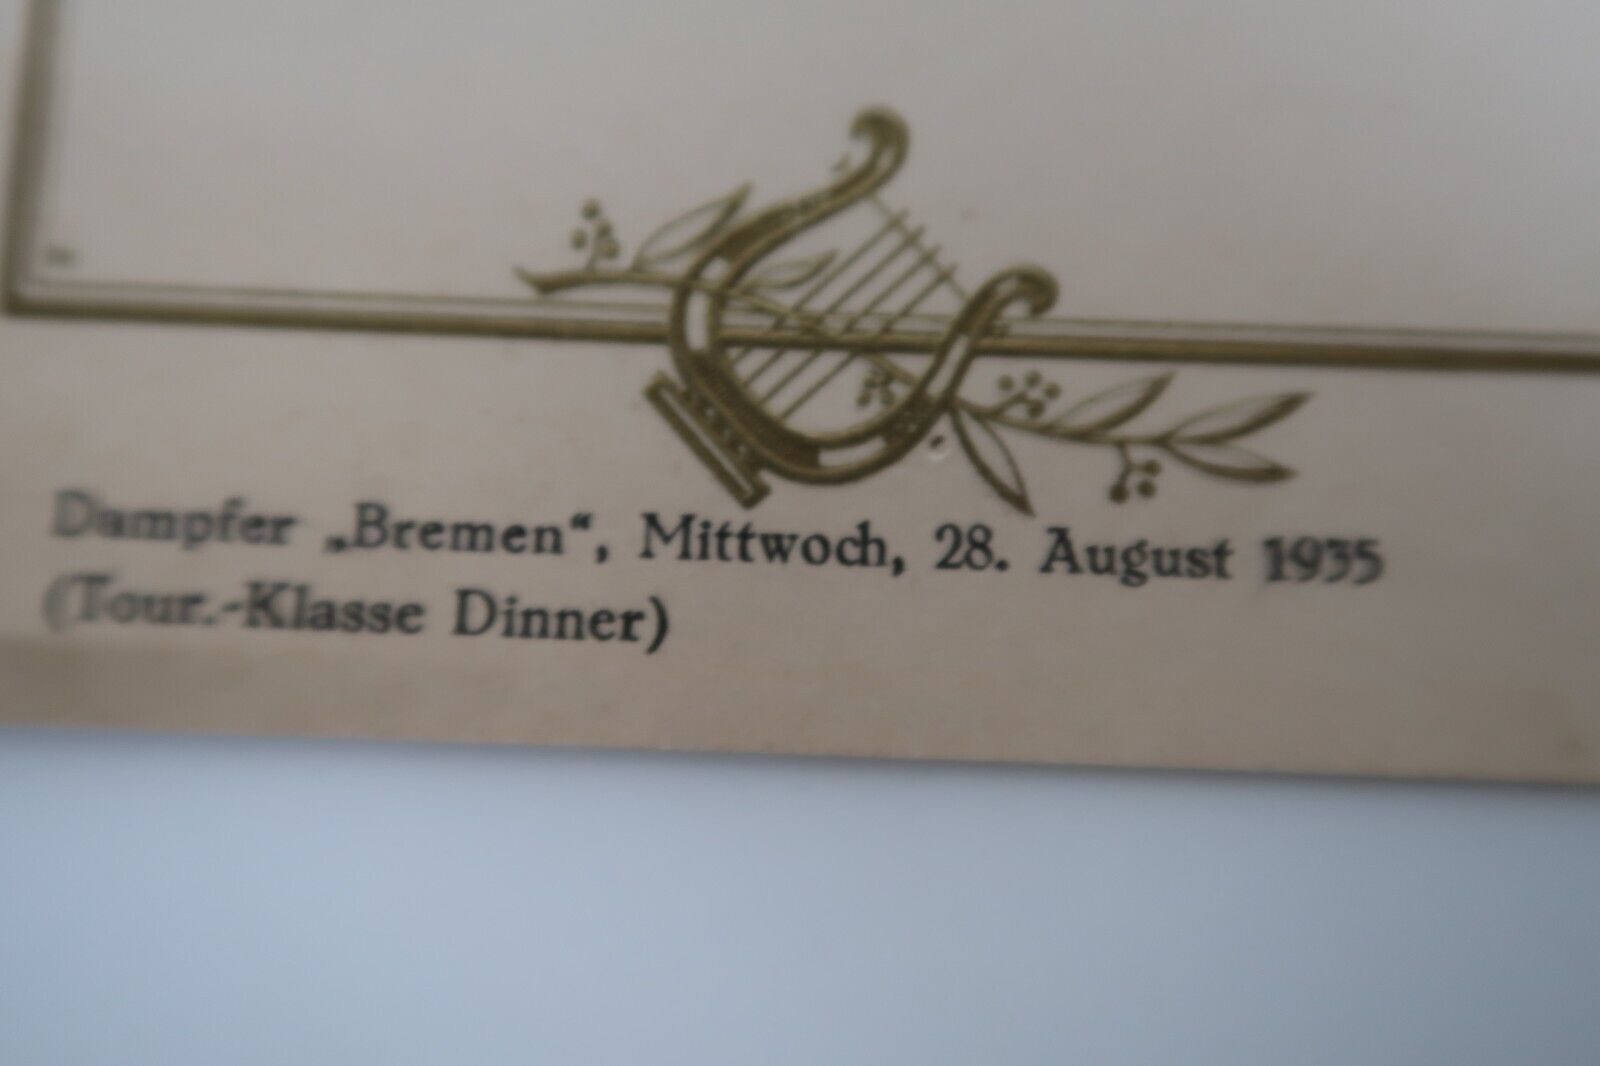 Dampfer „Bremen“, Mittwoch, 28. August 1935
(Tour.-Klasse Dinner)